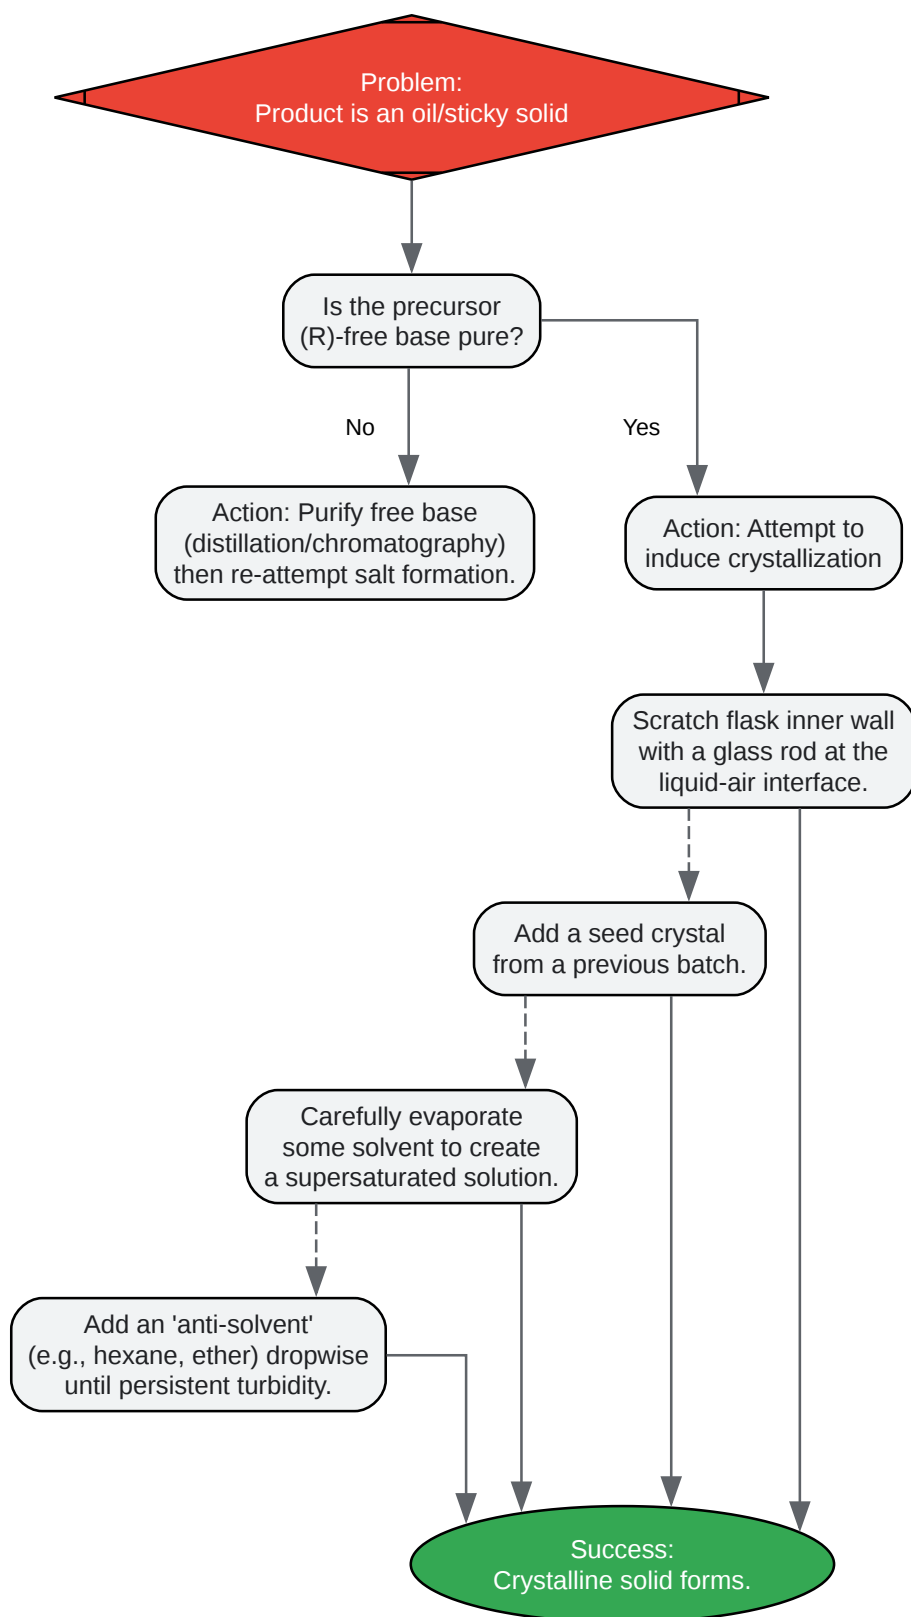 Problem:
Product is an oil/sticky solid
Is the precursor
(R)-free base pure?
No
Yes
Action: Purify free base
(distillation/chromatography)
then re-attempt salt formation.
Action: Attempt to
induce crystallization
Scratch flask inner wall
with a glass rod at the
liquid-air interface.
Add a seed crystal
from a previous batch.
Carefully evaporate
some solvent to create
a supersaturated solution.
Add an 'anti-solvent'
(e.g., hexane, ether) dropwise
until persistent turbidity.
Success:
Crystalline solid forms.